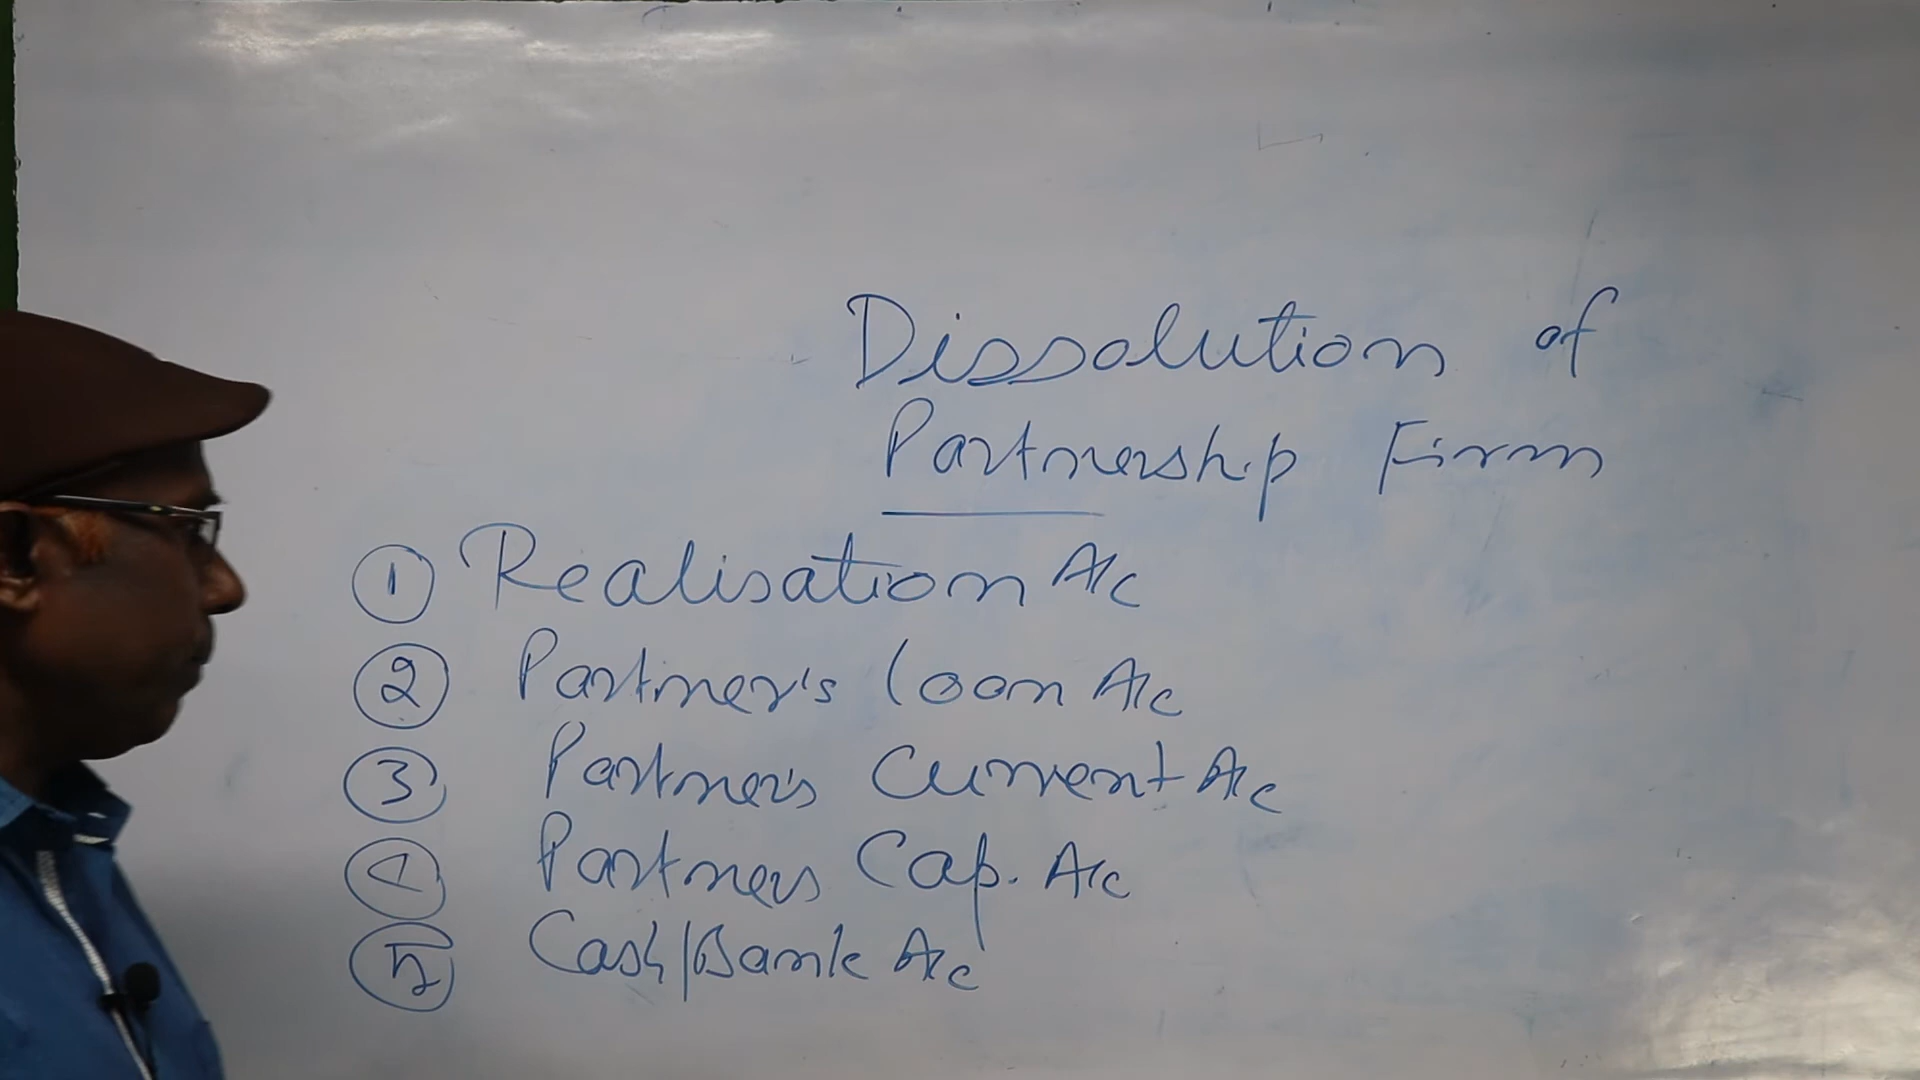 Dissolution of
Partnership Firm
① Realisation A/c
② Partner's loan A/c
③ Partner's Current A/c
④ Partners Cap. A/c
⑤ Cash/Bank A/c